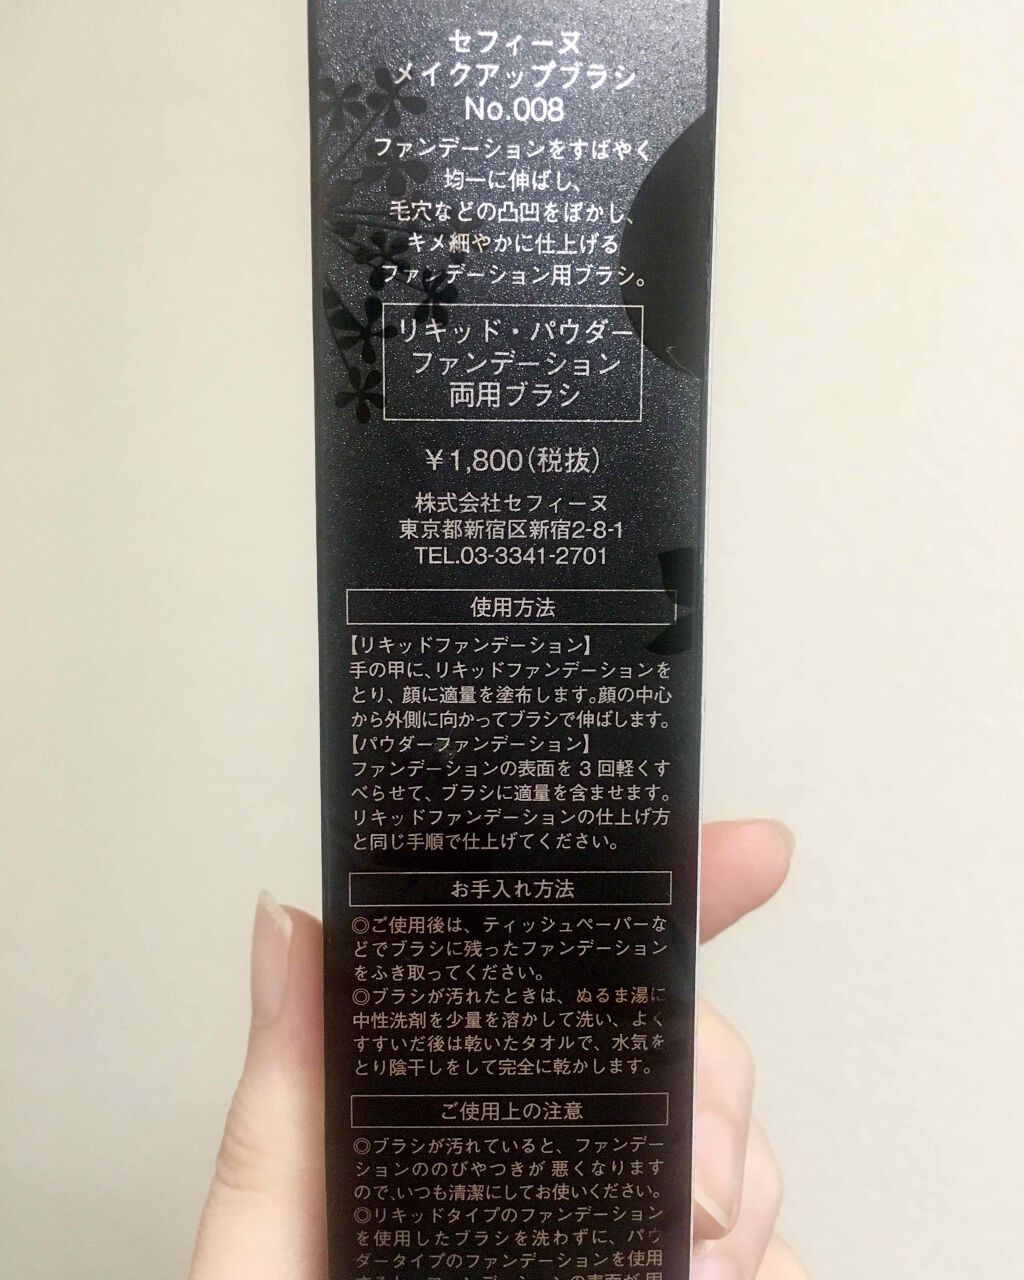 セフィーヌ
メイクアップブラシ
No.008
ファンデーションをすばやく
均一に伸ばし、
毛穴などの凸凹をぼかし、
キメ細やかに仕上げる
ファンデーション用ブラシ。
リキッド・パウダー
ファンデーション
両用ブラシ
￥1,800(税抜)
株式会社セフィーヌ
東京都新宿区新宿2-8-1
TEL.03-3341-2701
使用方法
【リキッドファンデーション】
手の甲に、リキッドファンデーションを
とり、顔に適量を塗布します。顔の中心
から外側に向かってブラシで伸ばします。
【パウダーファンデーション】
ファンデーションの表面を3回軽くす
べらせて、ブラシに適量を含ませます。
リキッドファンデーションの仕上げ方
と同じ手順で仕上げてください。
お手入れ方法
◎ご使用後は、ティッシュペーパーな
どでブラシに残ったファンデーション
をふき取ってください。
◎ブラシが汚れたときは、ぬるま湯に
中性洗剤を少量を溶かして洗い、よく
すすいだ後は乾いたタオルで、水気を
とり陰干しをして完全に乾かします。
ご使用上の注意
◎ブラシが汚れていると、ファンデー
ションののびやつきが悪くなります
ので、いつも清潔にしてお使いください。
◎リキッドタイプのファンデーション
を使用したブラシを洗わずに、パウ
ダータイプのファンデーションを使用